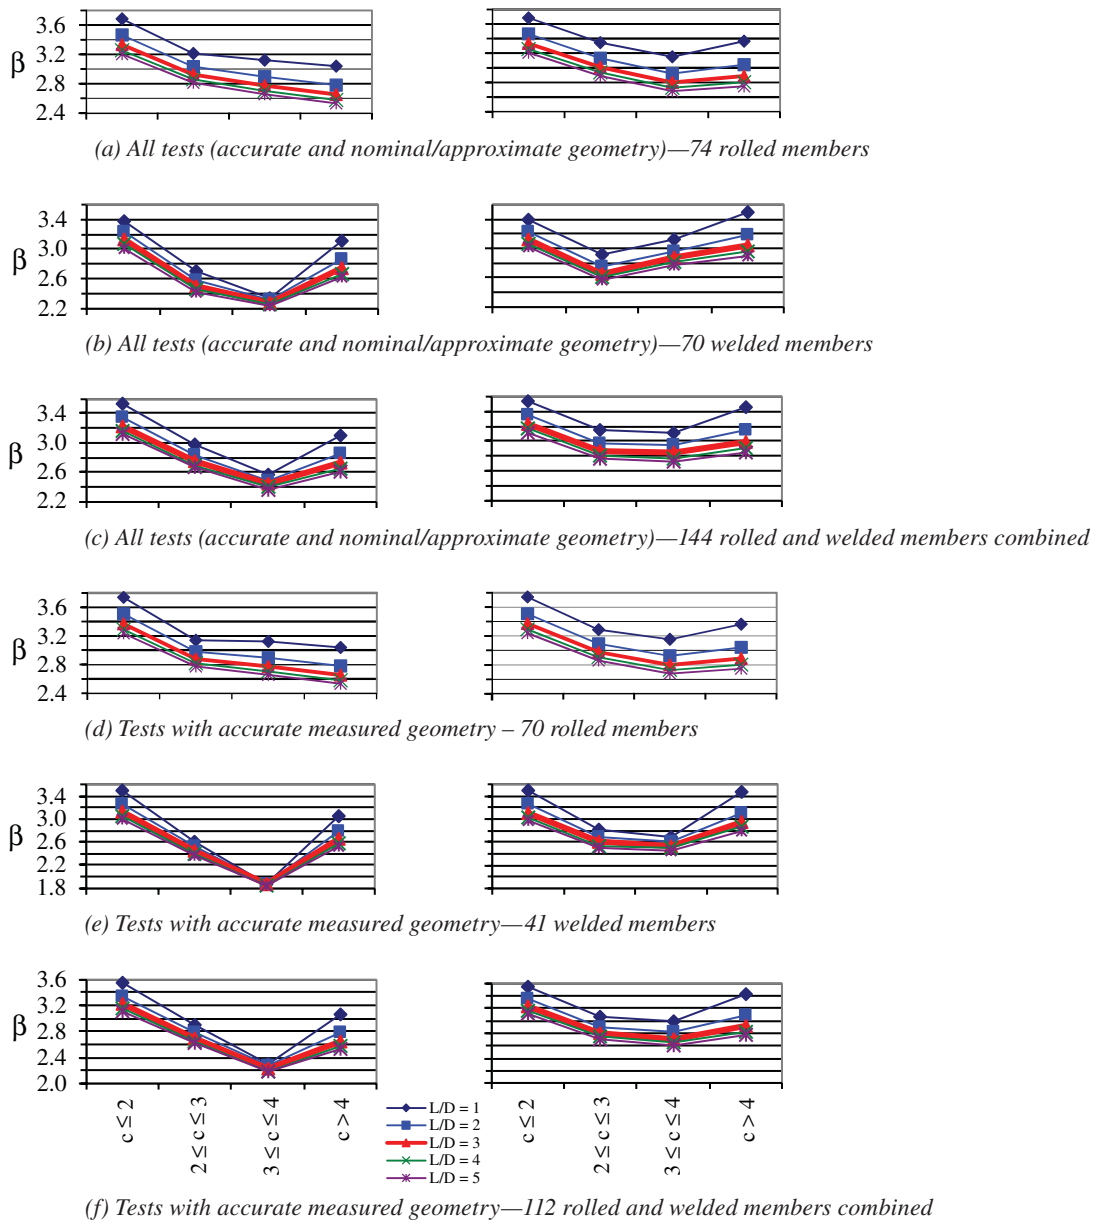 3.6
3.2
2.8
2.4
β
(a) All tests (accurate and nominal/approximate geometry)—74 rolled members
3.4
3.0
2.6
2.2
β
(b) All tests (accurate and nominal/approximate geometry)—70 welded members
3.4
3.0
2.6
2.2
β
(c) All tests (accurate and nominal/approximate geometry)—144 rolled and welded members combined
3.6
3.2
2.8
2.4
β
(d) Tests with accurate measured geometry – 70 rolled members
3.4
3.0
2.6
2.2
1.8
β
(e) Tests with accurate measured geometry—41 welded members
3.6
3.2
2.8
2.4
2.0
β
c ≤ 2
2 ≤ c ≤ 3
3 ≤ c ≤ 4
c > 4
L/D = 1
L/D = 2
L/D = 3
L/D = 4
L/D = 5
c ≤ 2
2 ≤ c ≤ 3
3 ≤ c ≤ 4
c > 4
(f) Tests with accurate measured geometry—112 rolled and welded members combined